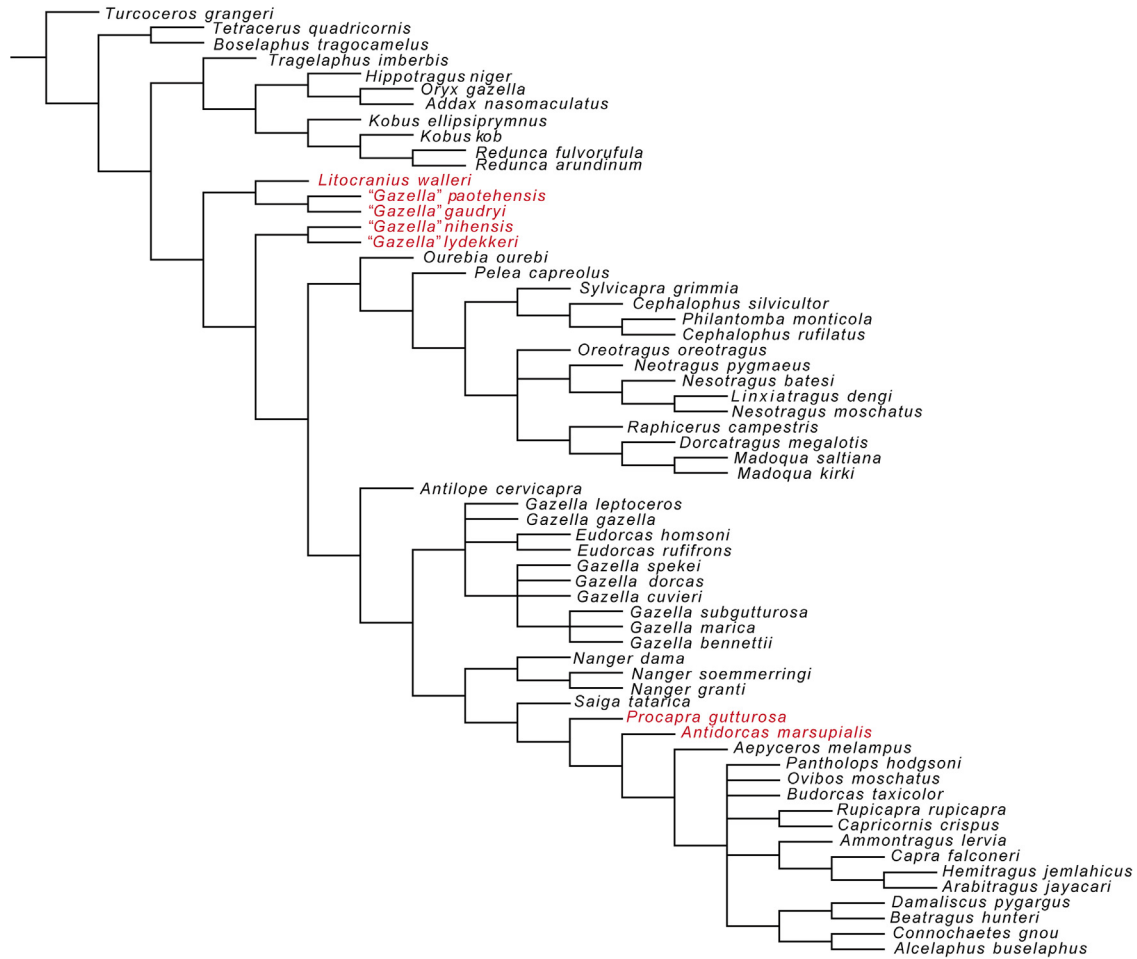 Turcoceros grangeri
Tetracerus quadricornis
Boselaphus tragocamelus
Tragelaphus imberbis
Hippotragus niger
Oryx gazella
Addax nasomaculatus
Kobus ellipsiprymnus
Kobus kob
Redunca fulvorufula
Redunca arundinum
Litocranius walleri
“Gazella” paotehensis
“Gazella” gaudryi
“Gazella” nihensis
“Gazella” lydekkeri
Ourebia ourebi
Pelea capreolus
Sylvicapra grimmia
Cephalophus silvicultor
Philantomba monticola
Cephalophus rufilatus
Oreotragus oreotragus
Neotragus pygmaeus
Nesotragus batesi
Linxiatragus dengi
Nesotragus moschatus
Raphicerus campestris
Dorcatragus megalotis
Madoqua saltiana
Madoqua kirki
Antilope cervicapra
Gazella leptoceros
Gazella gazella
Eudorcas homsoni
Eudorcas rufifrons
Gazella spekei
Gazella dorcas
Gazella cuvieri
Gazella subgutturosa
Gazella marica
Gazella bennettii
Nanger dama
Nanger soemmerringi
Nanger granti
Saiga tatarica
Procapra gutturosa
Antidorcas marsupialis
Aepyceros melampus
Pantholops hodgsoni
Ovibos moschatus
Budorcas taxicolor
Rupicapra rupicapra
Capricornis crispus
Ammontragus lervia
Capra falconeri
Hemitragus jemlahicus
Arabitragus jayacari
Damaliscus pygargus
Beatragus hunteri
Connochaetes gnou
Alcelaphus buselaphus